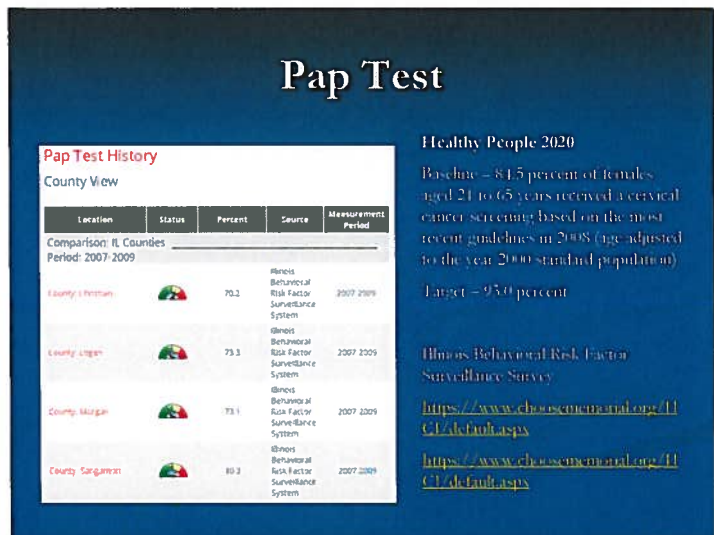 Pap Test
Pap Test History
County View
Location Status Percent Source Measurement Period
Comparison: IL Counties
Period: 2007-2009
County: Christian 70.2 Illinois Behavioral Risk Factor Surveillance System 2007-2009
County: Logan 73.3 Illinois Behavioral Risk Factor Surveillance System 2007-2009
County: Morgan 73.1 Illinois Behavioral Risk Factor Surveillance System 2007-2009
County: Sangamon Illinois Behavioral Risk Factor Surveillance System 2007-2009
Healthy People 2020
Baseline – 84.5 percent of females
aged 21 to 65 years received a cervical
cancer screening based on the most
recent guidelines in 2008 (age adjusted
to the year 2000 standard population)
Target – 93.0 percent
Illinois Behavioral Risk Factor
Surveillance Survey
https://www.choosememorial.org/H
CI/default.aspx
https://www.choosememorial.org/H
CI/default.aspx